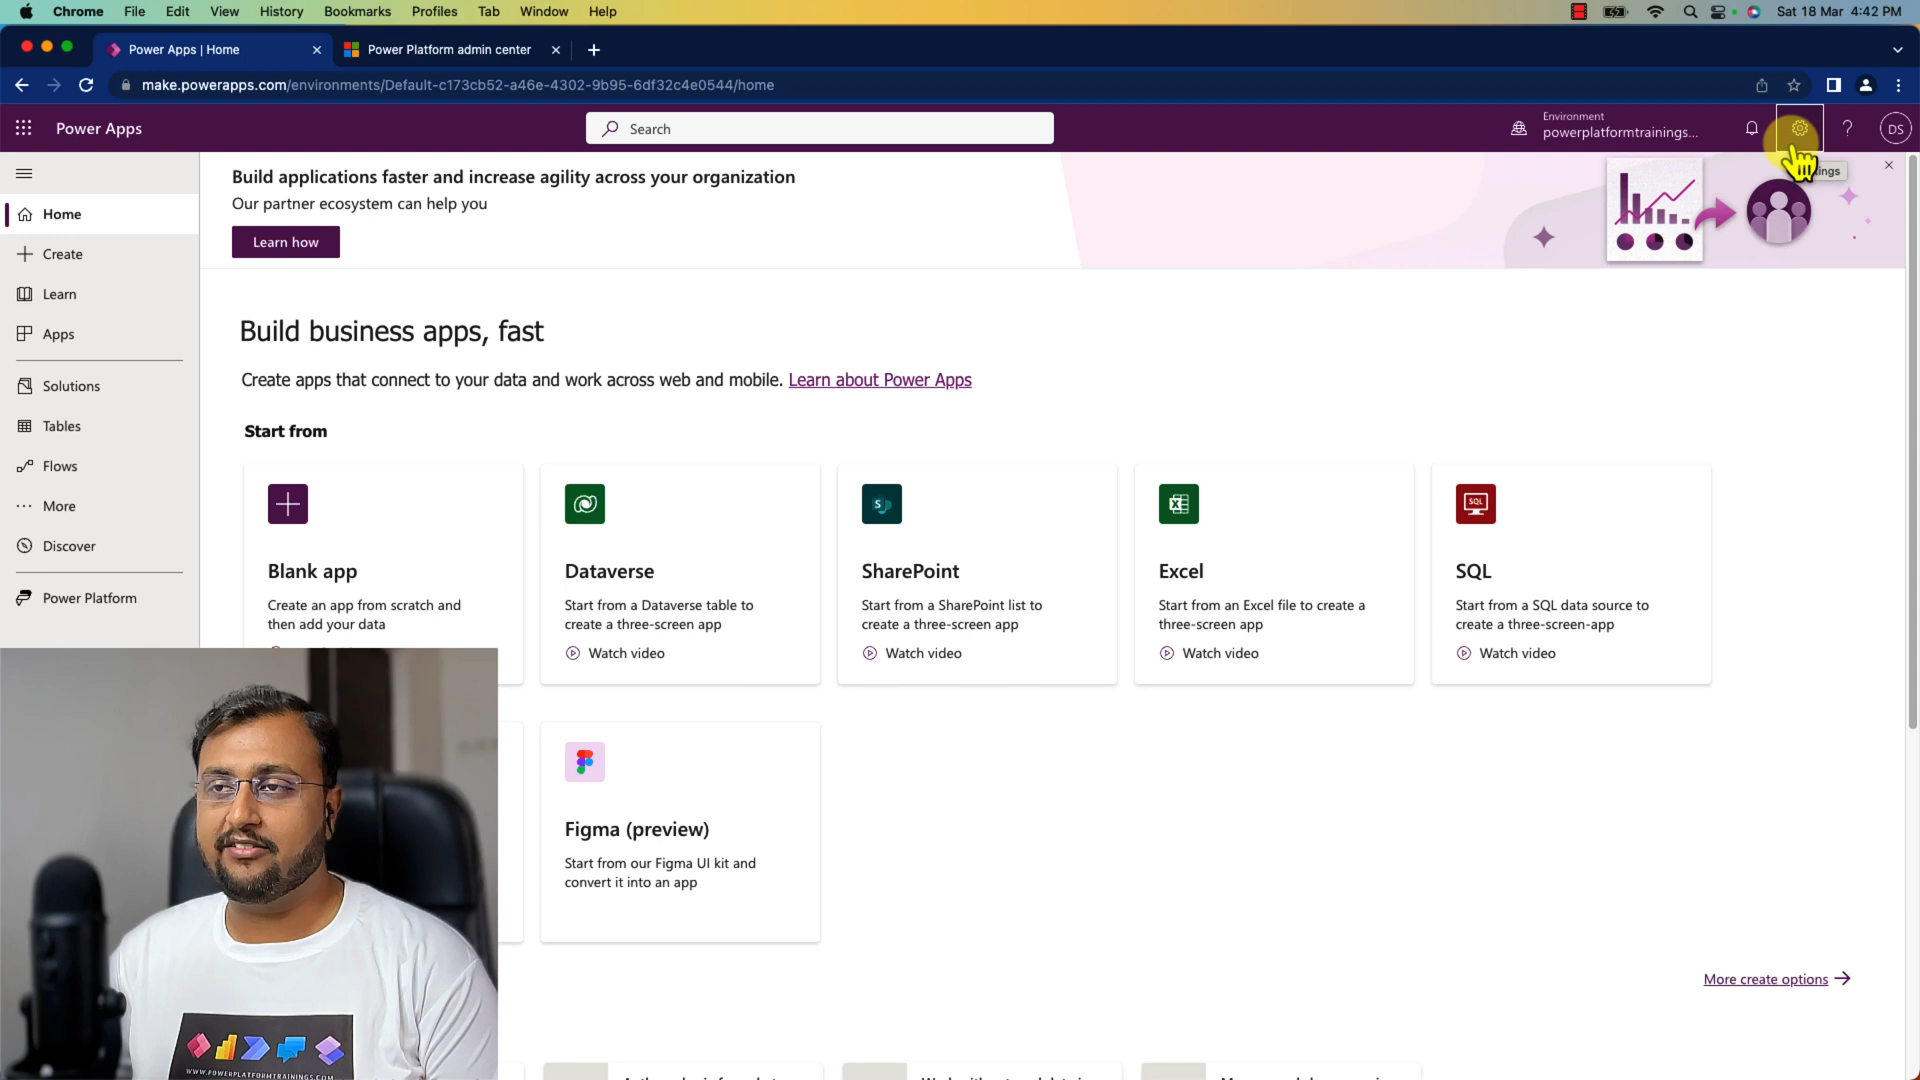 Chrome File Edit View History Bookmarks Profiles Tab Window Help Sat 18 Mar 4:42 PM
Power Apps | Home
Power Platform admin center
make.powerapps.com/environments/Default-c173cb52-a46e-4302-9b95-6df32c4e0544/home
Power Apps
Search
Environment
powerplatformtrainings...
?
DS
Build applications faster and increase agility across your organization
Our partner ecosystem can help you
Learn how
Home
Create
Learn
Apps
Solutions
Tables
Flows
More
Discover
Power Platform
Build business apps, fast
Create apps that connect to your data and work across web and mobile. Learn about Power Apps
Start from
Blank app
Create an app from scratch and
then add your data
Dataverse
Start from a Dataverse table to
create a three-screen app
Watch video
SharePoint
Start from a SharePoint list to
create a three-screen app
Watch video
Excel
Start from an Excel file to create a
three-screen app
Watch video
SQL
SQL
Start from a SQL data source to
create a three-screen-app
Watch video
Figma (preview)
Start from our Figma UI kit and
convert it into an app
More create options
WWW.POWERPLATFORMTRAININGS.COM